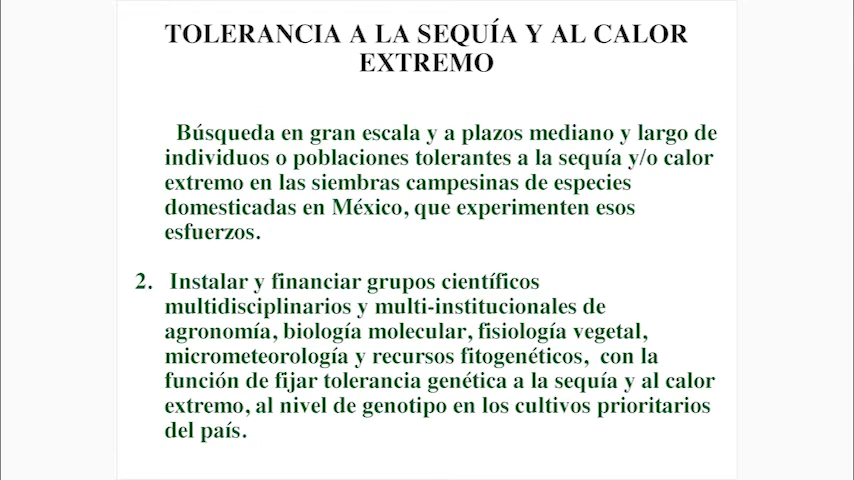 TOLERANCIA A LA SEQUÍA Y AL CALOR
EXTREMO
Búsqueda en gran escala y a plazos mediano y largo de
individuos o poblaciones tolerantes a la sequía y/o calor
extremo en las siembras campesinas de especies
domesticadas en México, que experimenten esos
esfuerzos.
2. Instalar y financiar grupos científicos
multidisciplinarios y multi-institucionales de
agronomía, biología molecular, fisiología vegetal,
micrometeorología y recursos fitogenéticos, con la
función de fijar tolerancia genética a la sequía y al calor
extremo, al nivel de genotipo en los cultivos prioritarios
del país.